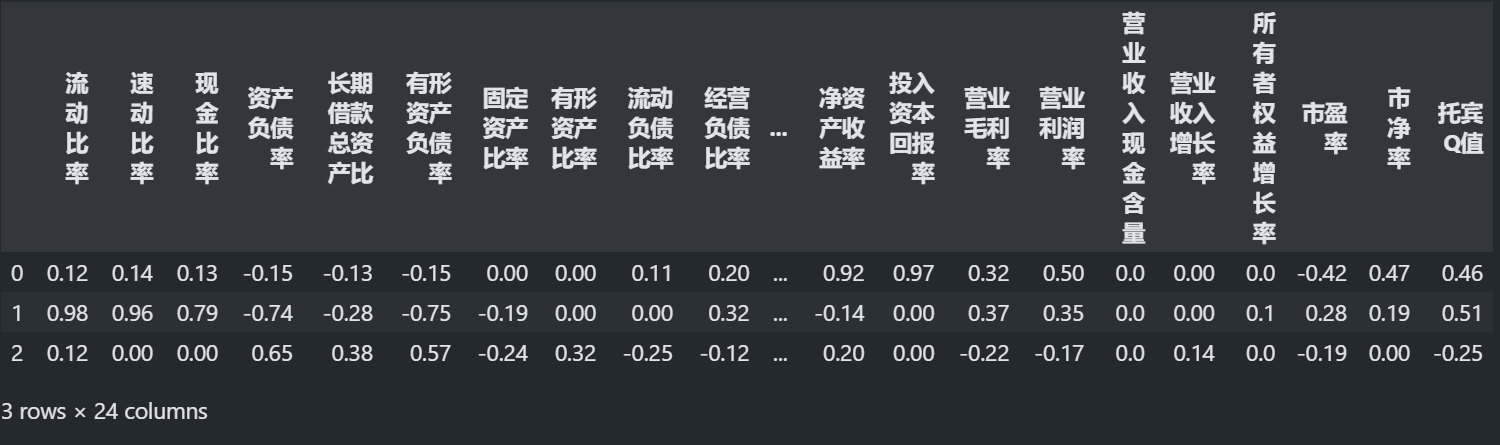 流动比率 速动比率 现金比率 资产负债率 长期借款总资产比 有形资产负债率 固定资产比率 有形资产比率 流动负债比率 经营负债比率 ... 净资产收益率 投入资本回报率 营业毛利率 营业利润率 营业收入现金含量 营业收入增长率 所有者权益增长率 市盈率 市净率 托宾Q值
0 0.12 0.14 0.13 -0.15 -0.13 -0.15 0.00 0.00 0.11 0.20 ... 0.92 0.97 0.32 0.50 0.0 0.00 0.0 -0.42 0.47 0.46
1 0.98 0.96 0.79 -0.74 -0.28 -0.75 -0.19 0.00 0.00 0.32 ... -0.14 0.00 0.37 0.35 0.0 0.00 0.1 0.28 0.19 0.51
2 0.12 0.00 0.00 0.65 0.38 0.57 -0.24 0.32 -0.25 -0.12 ... 0.20 0.00 -0.22 -0.17 0.0 0.14 0.0 -0.19 0.00 -0.25
3 rows × 24 columns